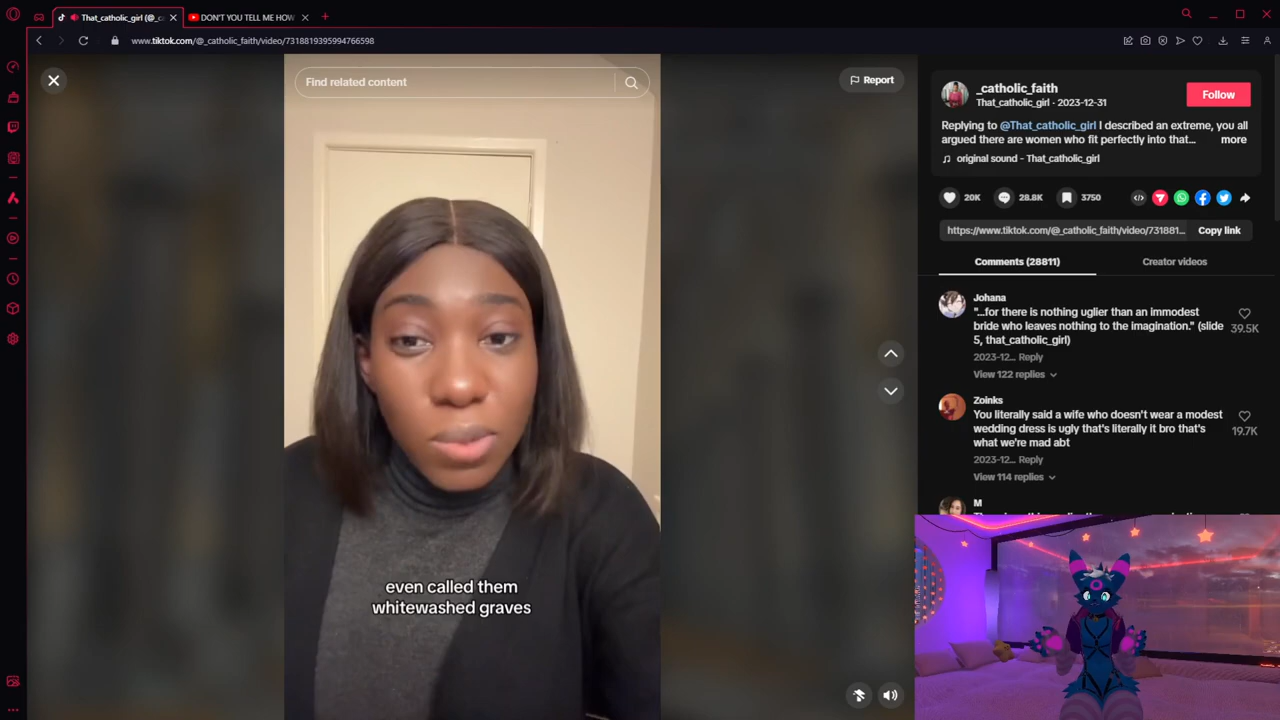 That_catholic_girl (@_c
DON'T YOU TELL ME HOW
www.tiktok.com/@_catholic_faith/video/7318819395994766598
Find related content
Report
_catholic_faith
That_catholic_girl · 2023-12-31
Follow
Replying to @That_catholic_girl I described an extreme, you all
argued there are women who fit perfectly into that... more
original sound - That_catholic_girl
20K
28.8K
3750
https://www.tiktok.com/@_catholic_faith/video/731881...
Copy link
Comments (28811)
Creator videos
Johana
"...for there is nothing uglier than an immodest
bride who leaves nothing to the imagination." (slide
5, that_catholic_girl)
39.5K
2023-12... Reply
View 122 replies
Zoinks
You literally said a wife who doesn't wear a modest
wedding dress is ugly that's literally it bro that's
what we're mad abt
19.7K
2023-12... Reply
View 114 replies
M
even called them
whitewashed graves